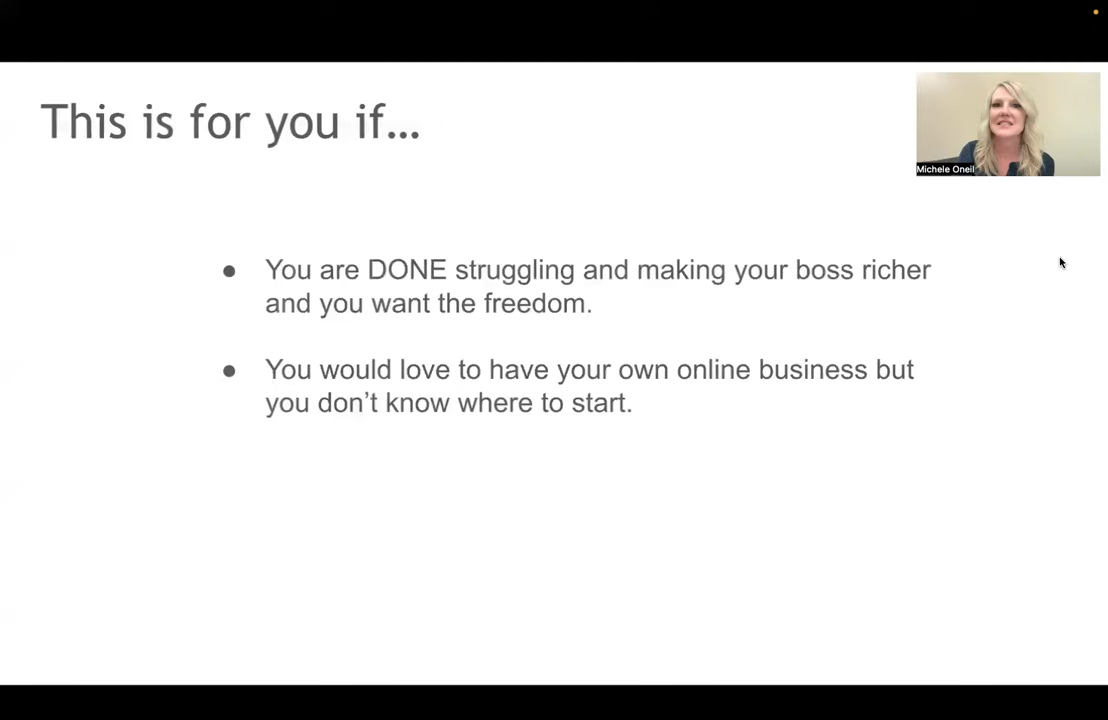 This is for you if...
Michele Oneil
● You are DONE struggling and making your boss richer
and you want the freedom.
● You would love to have your own online business but
you don't know where to start.